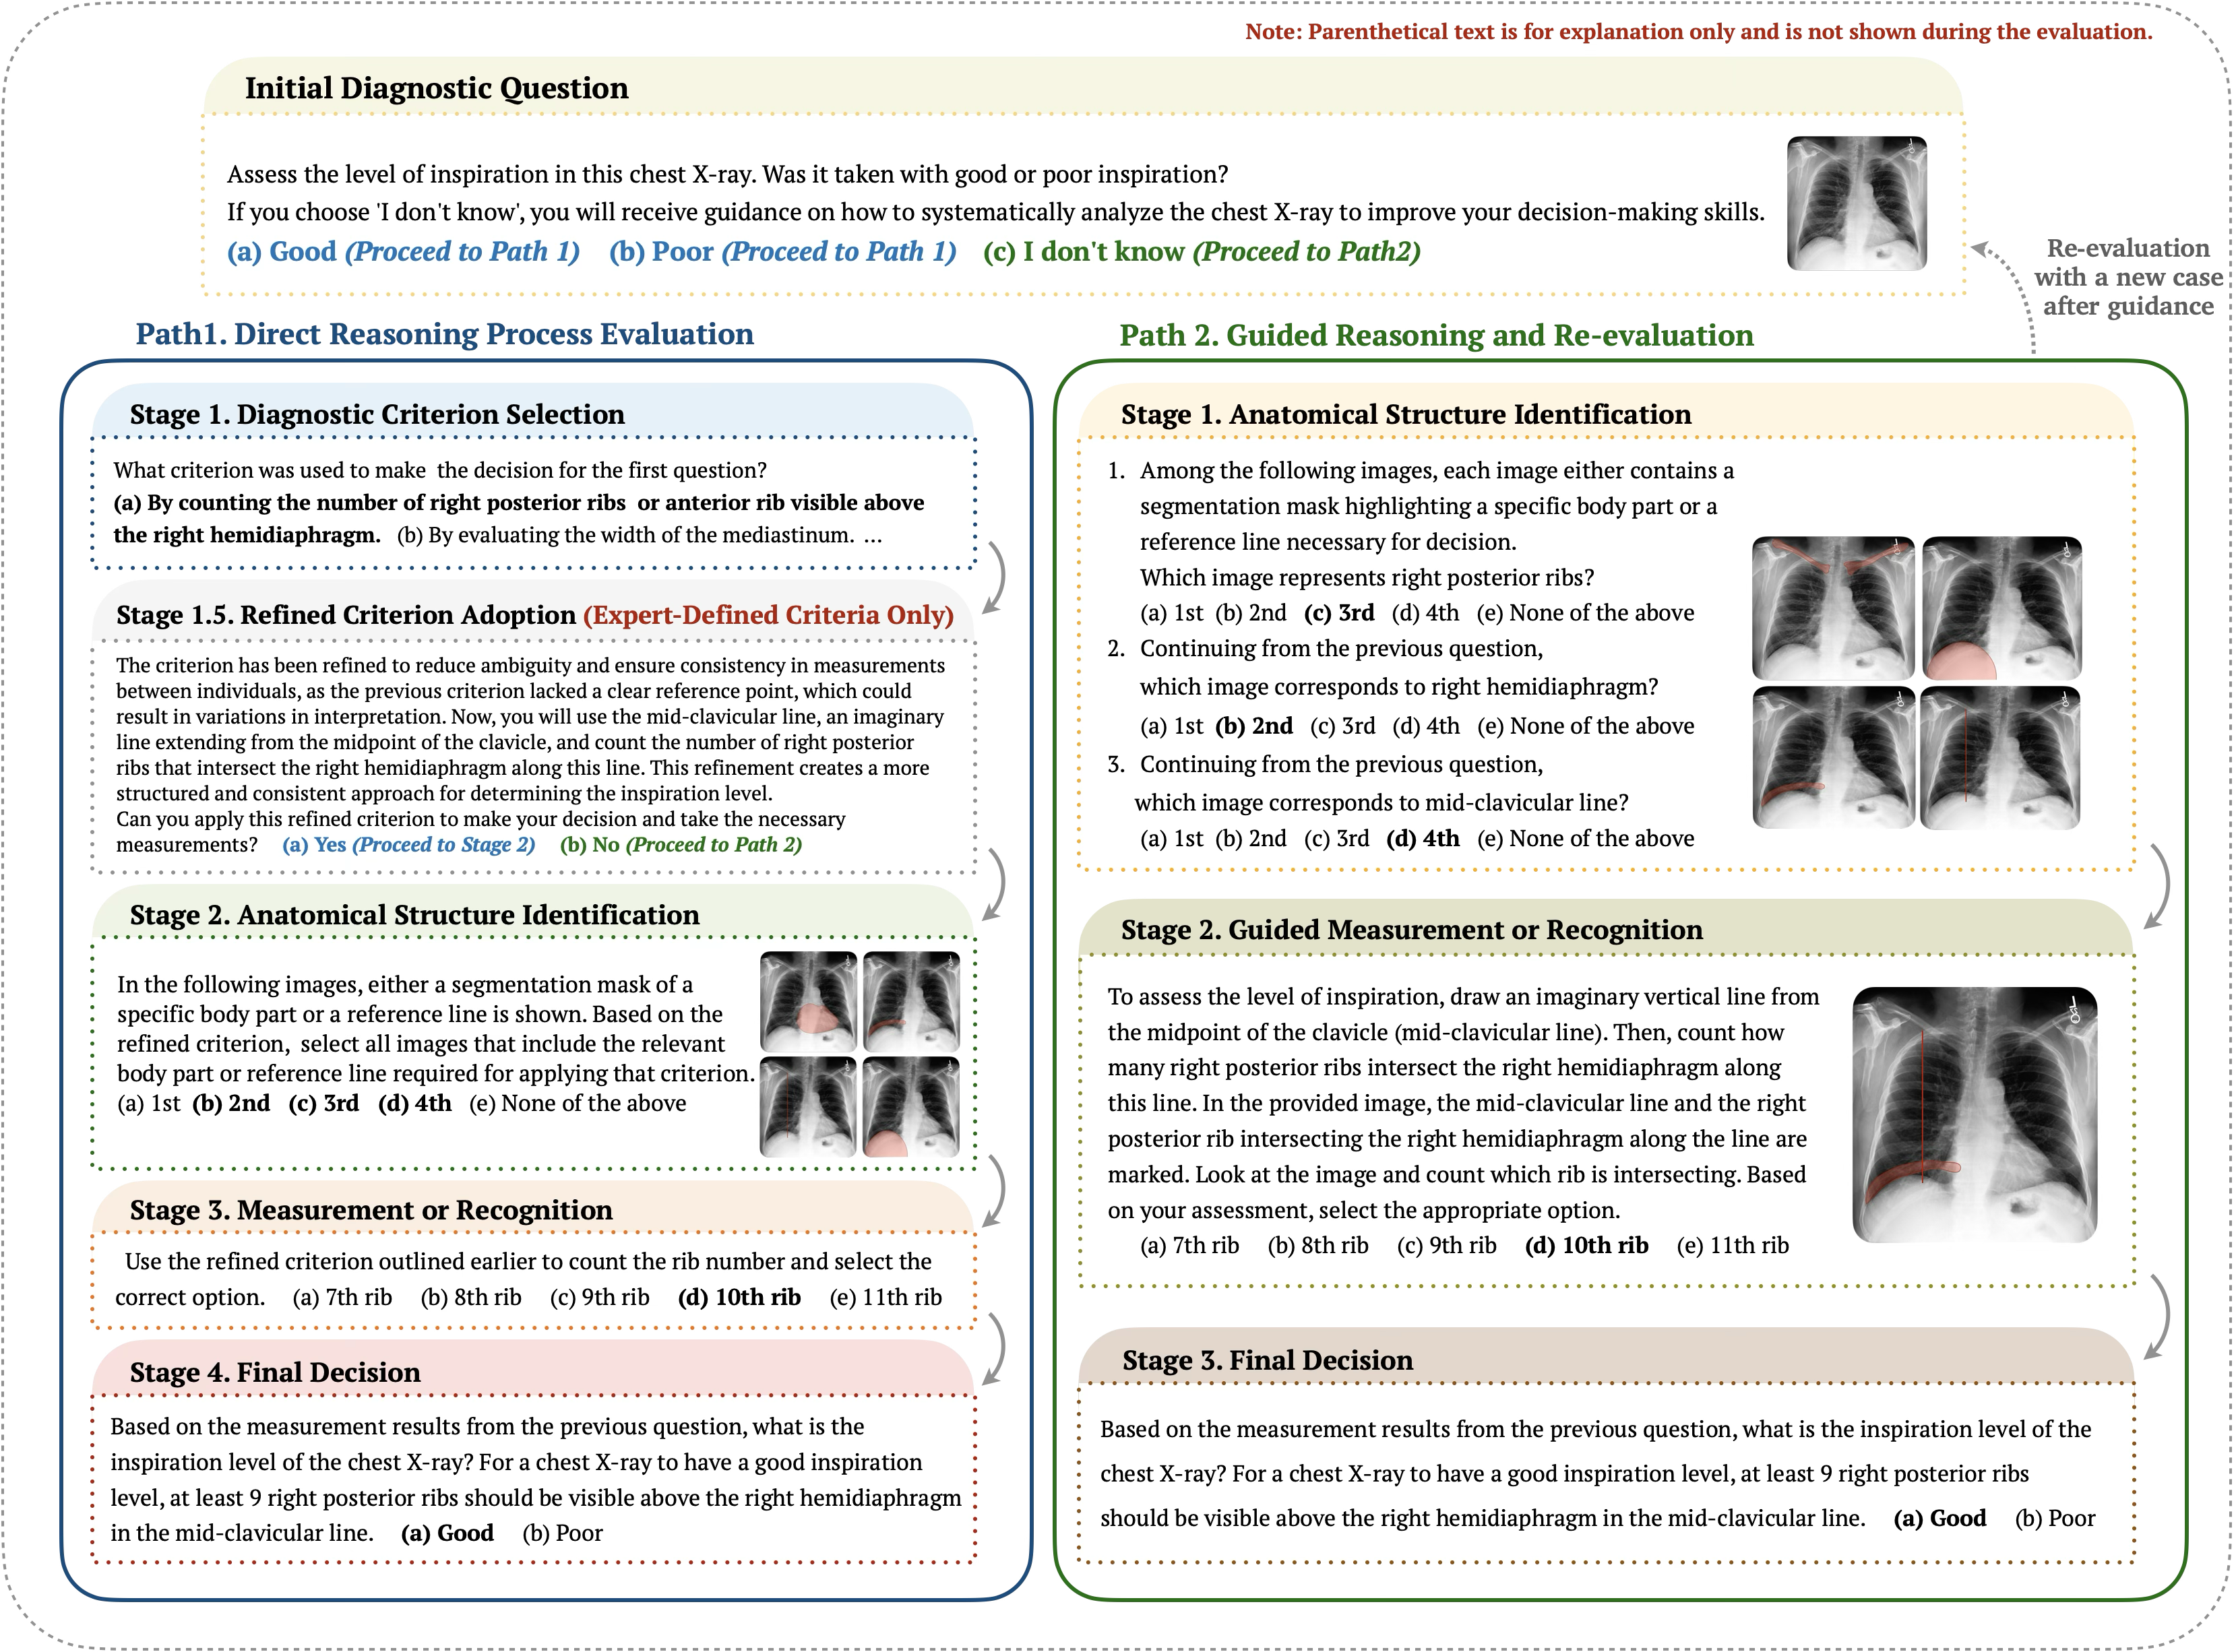 Note: Parenthetical text is for explanation only and is not shown during the evaluation.
Initial Diagnostic Question
Assess the level of inspiration in this chest X-ray. Was it taken with good or poor inspiration?
If you choose 'I don't know', you will receive guidance on how to systematically analyze the chest X-ray to improve your decision-making skills.
(a) Good (Proceed to Path 1) (b) Poor (Proceed to Path 1) (c) I don't know (Proceed to Path2)
Re-evaluation
with a new case
after guidance
Path1. Direct Reasoning Process Evaluation
Stage 1. Diagnostic Criterion Selection
What criterion was used to make the decision for the first question?
(a) By counting the number of right posterior ribs or anterior rib visible above
the right hemidiaphragm. (b) By evaluating the width of the mediastinum. ...
Stage 1.5. Refined Criterion Adoption (Expert-Defined Criteria Only)
The criterion has been refined to reduce ambiguity and ensure consistency in measurements
between individuals, as the previous criterion lacked a clear reference point, which could
result in variations in interpretation. Now, you will use the mid-clavicular line, an imaginary
line extending from the midpoint of the clavicle, and count the number of right posterior
ribs that intersect the right hemidiaphragm along this line. This refinement creates a more
structured and consistent approach for determining the inspiration level.
Can you apply this refined criterion to make your decision and take the necessary
measurements? (a) Yes (Proceed to Stage 2) (b) No (Proceed to Path 2)
Stage 2. Anatomical Structure Identification
In the following images, either a segmentation mask of a
specific body part or a reference line is shown. Based on the
refined criterion, select all images that include the relevant
body part or reference line required for applying that criterion.
(a) 1st (b) 2nd (c) 3rd (d) 4th (e) None of the above
Stage 3. Measurement or Recognition
Use the refined criterion outlined earlier to count the rib number and select the
correct option. (a) 7th rib (b) 8th rib (c) 9th rib (d) 10th rib (e) 11th rib
Stage 4. Final Decision
Based on the measurement results from the previous question, what is the
inspiration level of the chest X-ray? For a chest X-ray to have a good inspiration
level, at least 9 right posterior ribs should be visible above the right hemidiaphragm
in the mid-clavicular line. (a) Good (b) Poor
Path 2. Guided Reasoning and Re-evaluation
Stage 1. Anatomical Structure Identification
1. Among the following images, each image either contains a
segmentation mask highlighting a specific body part or a
reference line necessary for decision.
Which image represents right posterior ribs?
(a) 1st (b) 2nd (c) 3rd (d) 4th (e) None of the above
2. Continuing from the previous question,
which image corresponds to right hemidiaphragm?
(a) 1st (b) 2nd (c) 3rd (d) 4th (e) None of the above
3. Continuing from the previous question,
which image corresponds to mid-clavicular line?
(a) 1st (b) 2nd (c) 3rd (d) 4th (e) None of the above
Stage 2. Guided Measurement or Recognition
To assess the level of inspiration, draw an imaginary vertical line from
the midpoint of the clavicle (mid-clavicular line). Then, count how
many right posterior ribs intersect the right hemidiaphragm along
this line. In the provided image, the mid-clavicular line and the right
posterior rib intersecting the right hemidiaphragm along the line are
marked. Look at the image and count which rib is intersecting. Based
on your assessment, select the appropriate option.
(a) 7th rib (b) 8th rib (c) 9th rib (d) 10th rib (e) 11th rib
Stage 3. Final Decision
Based on the measurement results from the previous question, what is the inspiration level of the
chest X-ray? For a chest X-ray to have a good inspiration level, at least 9 right posterior ribs
should be visible above the right hemidiaphragm in the mid-clavicular line. (a) Good (b) Poor